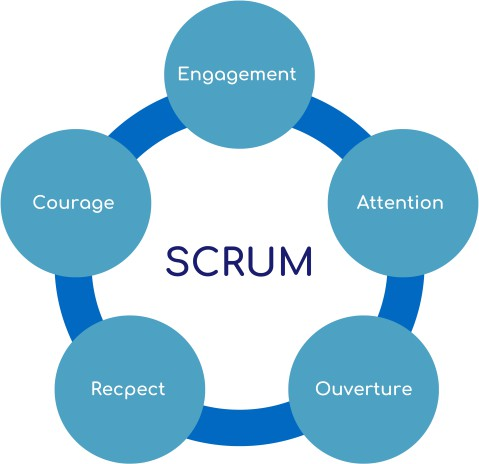 Engagement
Courage
Attention
SCRUM
Recpect
Ouverture